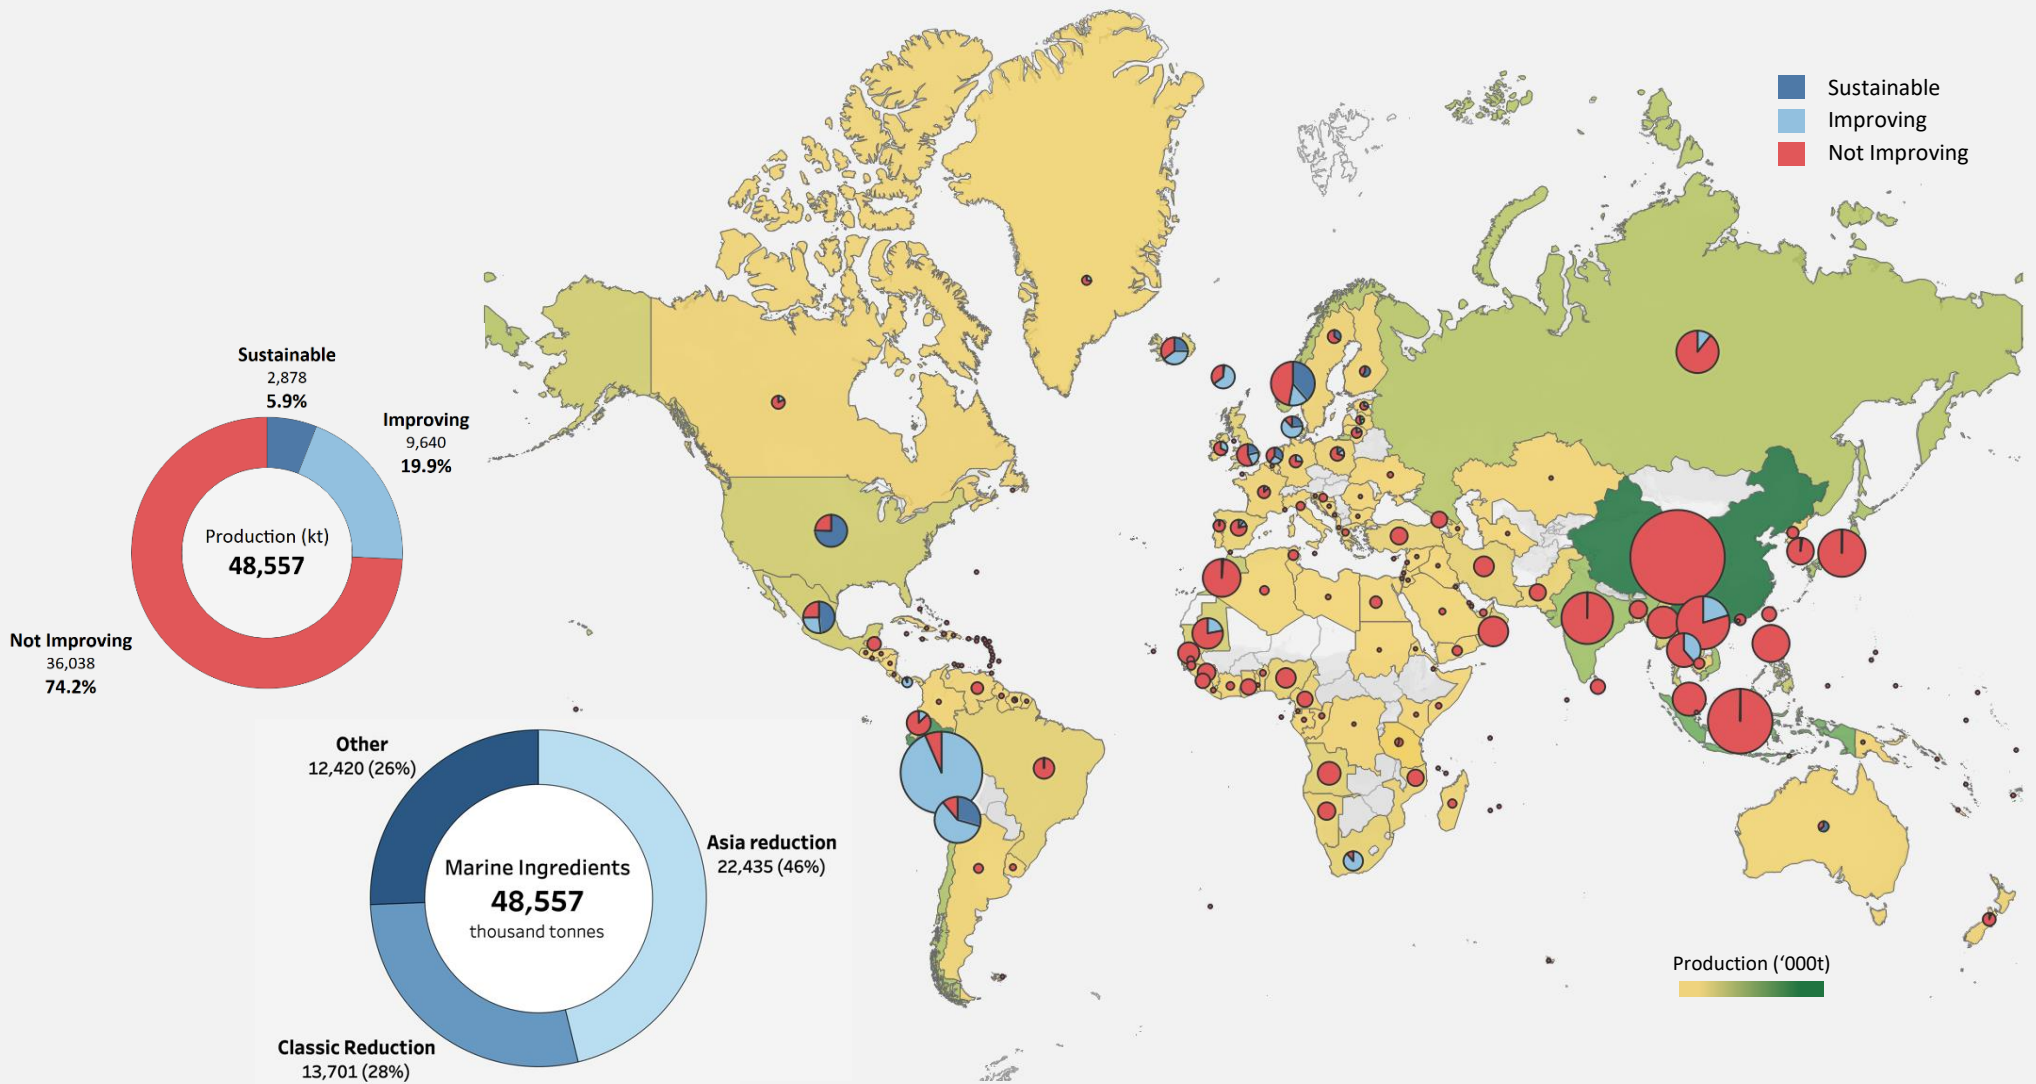 Sustainable
Improving
Not Improving
Sustainable
2,878
5.9%
Improving
9,640
19.9%
Production (kt)
48,557
Not Improving
36,038
74.2%
Other
12,420 (26%)
Asia reduction
22,435 (46%)
Marine Ingredients
48,557
thousand tonnes
Classic Reduction
13,701 (28%)
Production (‘000t)